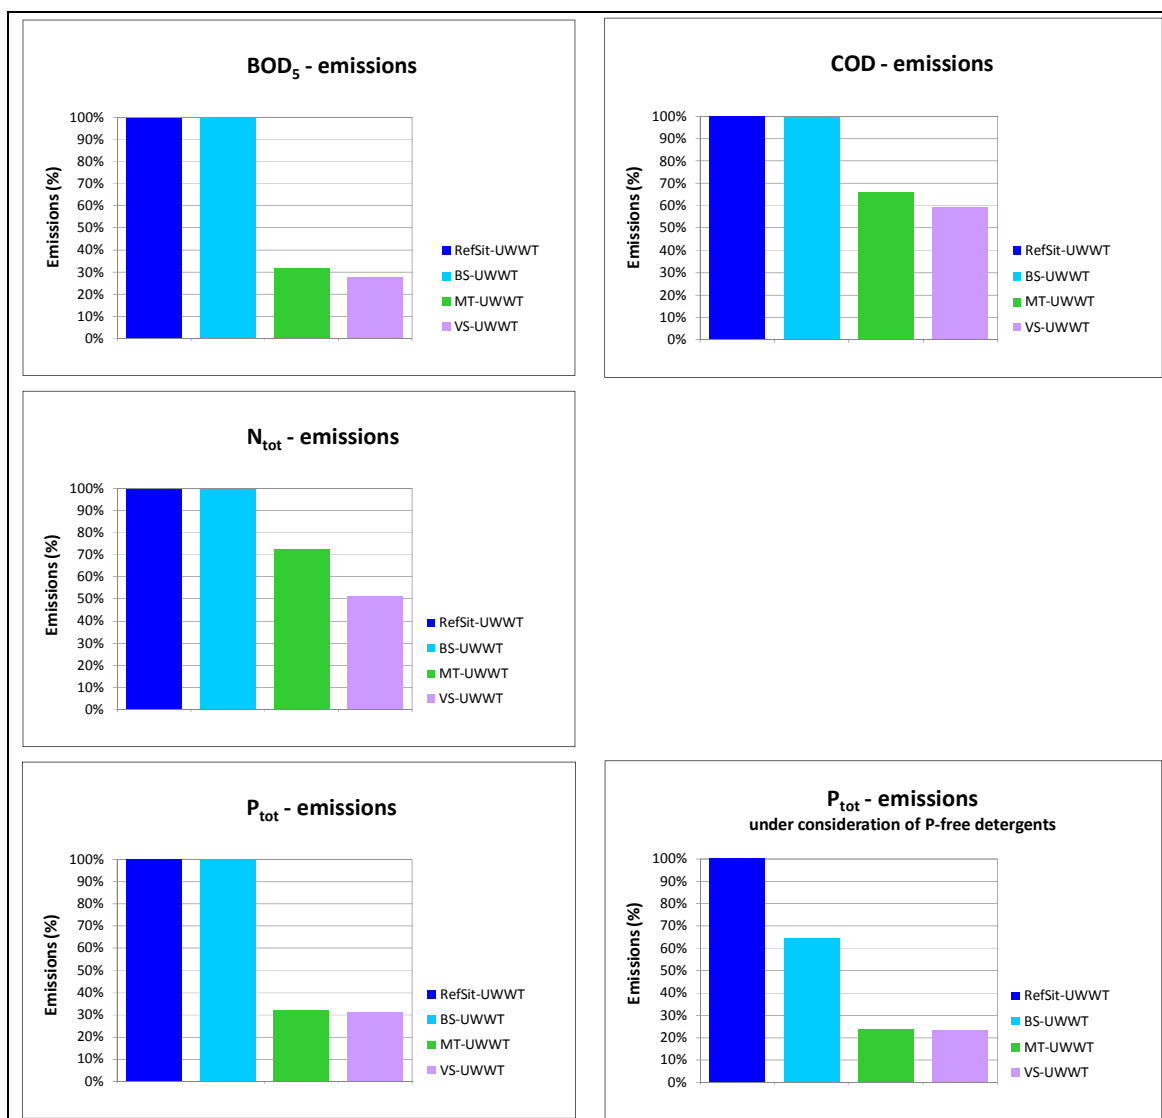 BOD5 - emissions
Emissions (%)
100%
90%
80%
70%
60%
50%
40%
30%
20%
10%
0%
RefSit-UWWT
BS-UWWT
MT-UWWT
VS-UWWT
COD - emissions
Emissions (%)
100%
90%
80%
70%
60%
50%
40%
30%
20%
10%
0%
RefSit-UWWT
BS-UWWT
MT-UWWT
VS-UWWT
Ntot - emissions
Emissions (%)
100%
90%
80%
70%
60%
50%
40%
30%
20%
10%
0%
RefSit-UWWT
BS-UWWT
MT-UWWT
VS-UWWT
Ptot - emissions
Emissions (%)
100%
90%
80%
70%
60%
50%
40%
30%
20%
10%
0%
RefSit-UWWT
BS-UWWT
MT-UWWT
VS-UWWT
Ptot - emissions
under consideration of P-free detergents
Emissions (%)
100%
90%
80%
70%
60%
50%
40%
30%
20%
10%
0%
RefSit-UWWT
BS-UWWT
MT-UWWT
VS-UWWT